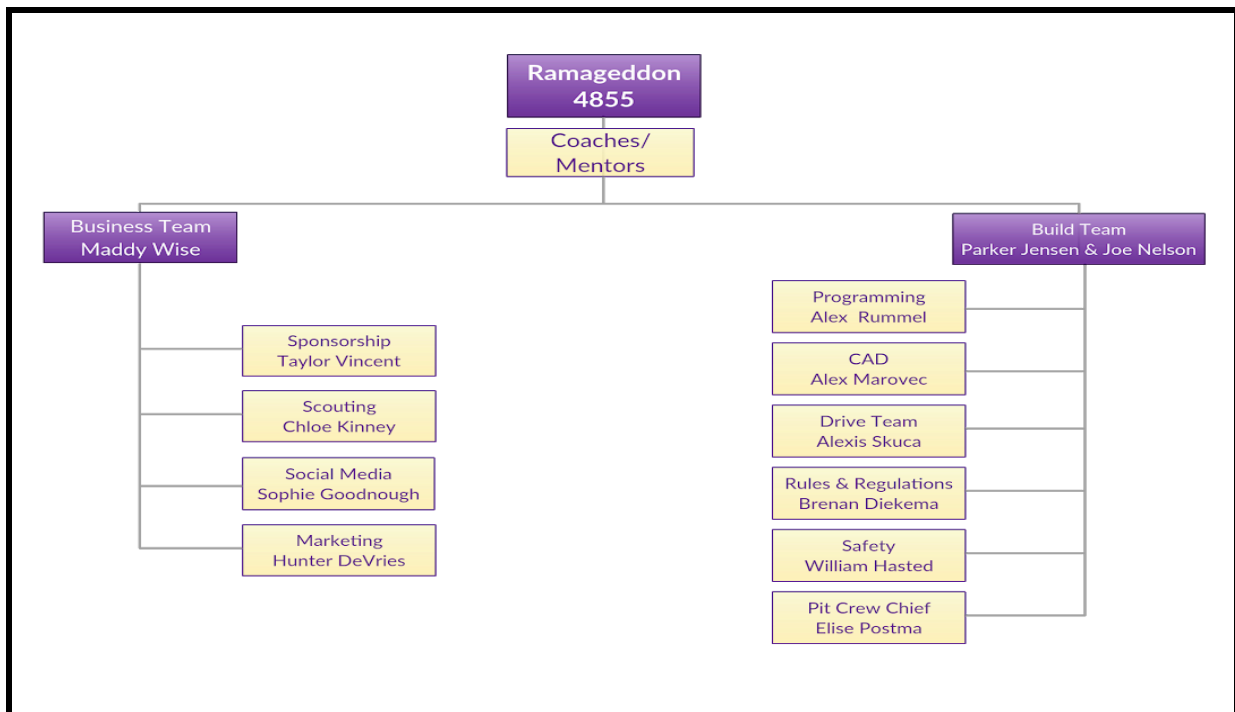 Ramageddon
4855
Coaches/
Mentors
Business Team
Maddy Wise
Sponsorship
Taylor Vincent
Scouting
Chloe Kinney
Social Media
Sophie Goodnough
Marketing
Hunter DeVries
Build Team
Parker Jensen & Joe Nelson
Programming
Alex Rummel
CAD
Alex Marovec
Drive Team
Alexis Skuca
Rules & Regulations
Brenan Diekema
Safety
William Hasted
Pit Crew Chief
Elise Postma